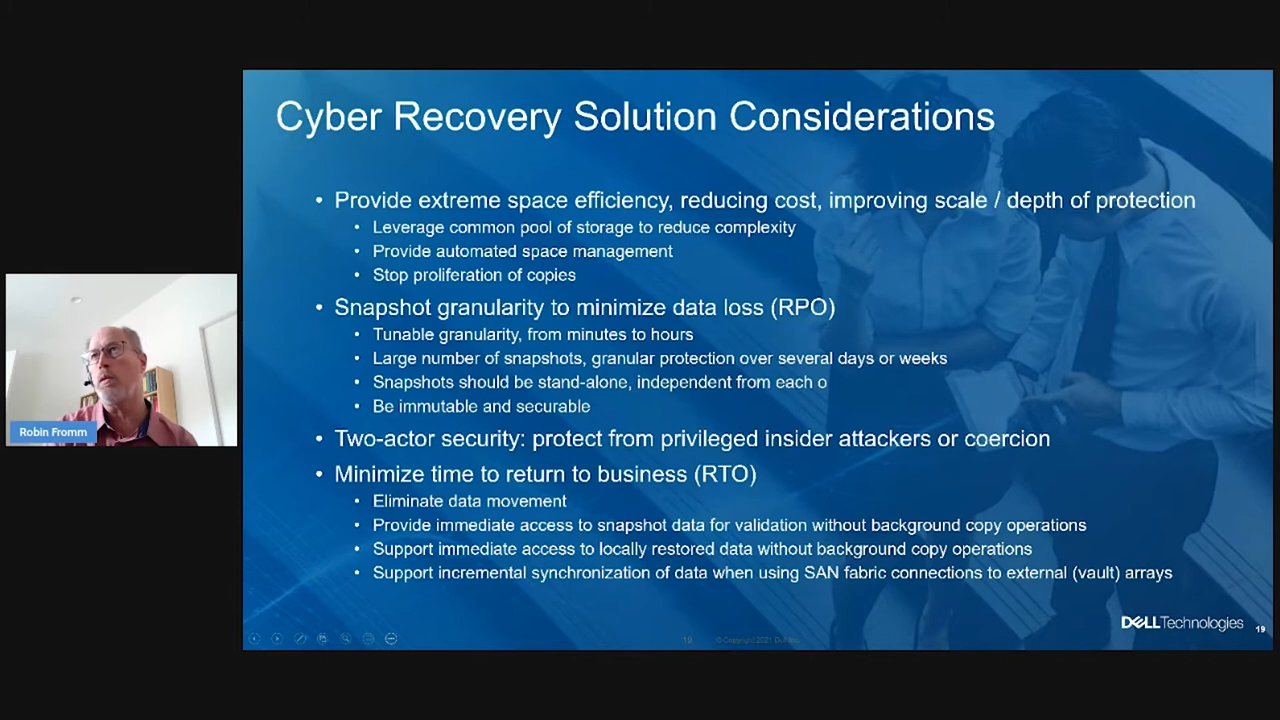 Cyber Recovery Solution Considerations
• Provide extreme space efficiency, reducing cost, improving scale / depth of protection
• Leverage common pool of storage to reduce complexity
• Provide automated space management
• Stop proliferation of copies
• Snapshot granularity to minimize data loss (RPO)
• Tunable granularity, from minutes to hours
• Large number of snapshots, granular protection over several days or weeks
• Snapshots should be stand-alone, independent from each o
• Be immutable and securable
• Two-actor security: protect from privileged insider attackers or coercion
• Minimize time to return to business (RTO)
• Eliminate data movement
• Provide immediate access to snapshot data for validation without background copy operations
• Support immediate access to locally restored data without background copy operations
• Support incremental synchronization of data when using SAN fabric connections to external (vault) arrays
Robin Fromm
DELL Technologies
19
© Copyright 2021 Dell Inc.